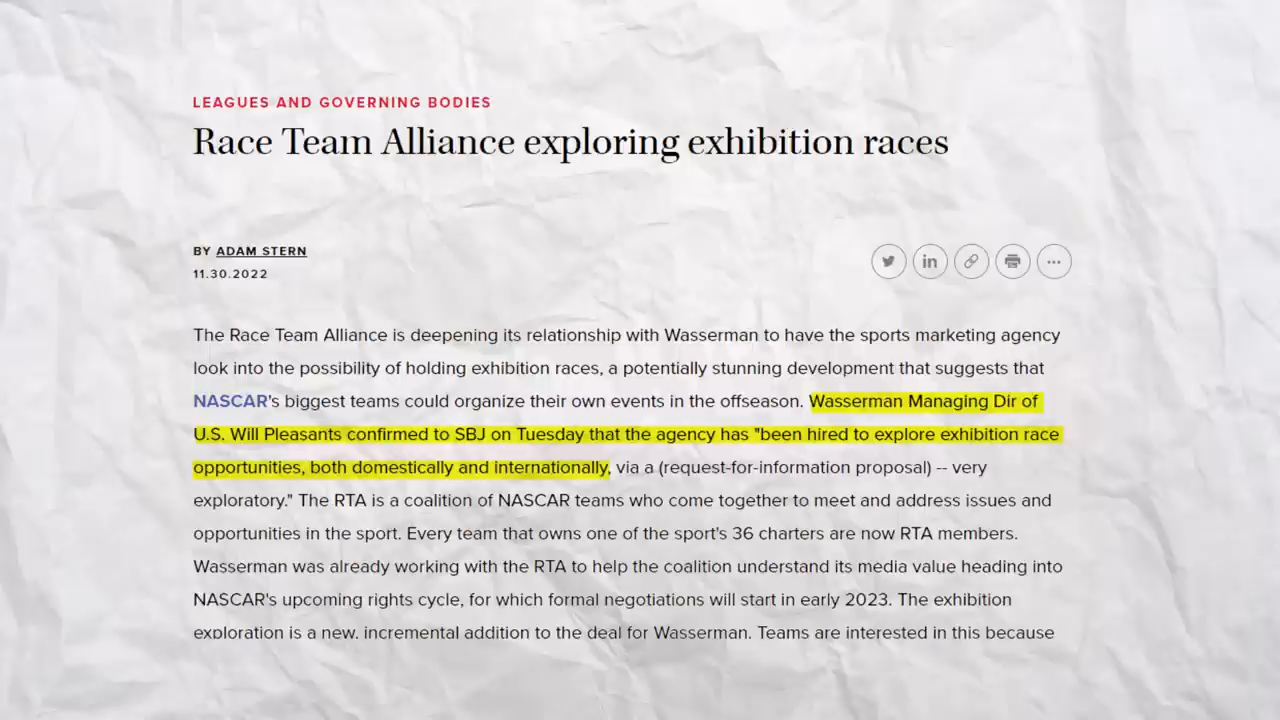 LEAGUES AND GOVERNING BODIES
Race Team Alliance exploring exhibition races
BY ADAM STERN
11.30.2022
The Race Team Alliance is deepening its relationship with Wasserman to have the sports marketing agency
look into the possibility of holding exhibition races, a potentially stunning development that suggests that
NASCAR's biggest teams could organize their own events in the offseason. Wasserman Managing Dir of
U.S. Will Pleasants confirmed to SBJ on Tuesday that the agency has "been hired to explore exhibition race
opportunities, both domestically and internationally, via a (request-for-information proposal) -- very
exploratory." The RTA is a coalition of NASCAR teams who come together to meet and address issues and
opportunities in the sport. Every team that owns one of the sport's 36 charters are now RTA members.
Wasserman was already working with the RTA to help the coalition understand its media value heading into
NASCAR's upcoming rights cycle, for which formal negotiations will start in early 2023. The exhibition
exploration is a new, incremental addition to the deal for Wasserman. Teams are interested in this because